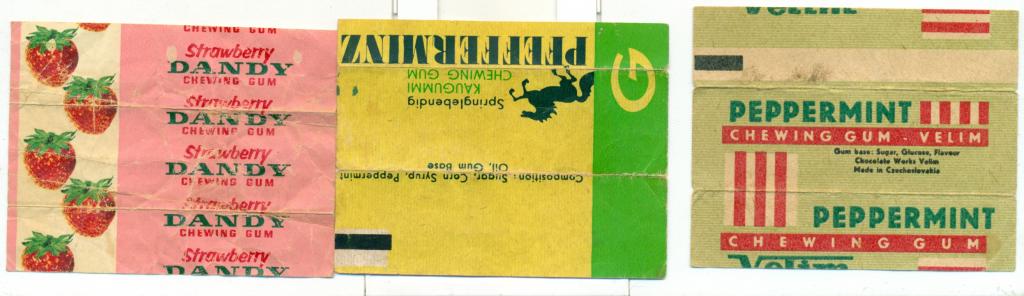 CHEWING GUM
Strawberry
DANDY
CHEWING GUM
Strawberry
DANDY
CHEWING GUM
Strawberry
DANDY
CHEWING GUM
Strawberry
DANDY
CHEWING GUM
Strawberry
DANDY
G
PFEFFERMINZ
KAUGUMMI
CHEWING GUM
Springlebendig
Composition: Sugar, Corn Syrup, Peppermint
Oil, Gum Base
Velim
PEPPERMINT
CHEWING GUM - VELIM
Gum base: Sugar, Glucose, Flavour
Chocolate Works Velim
Made in Czechoslovakia
PEPPERMINT
CHEWING GUM
Velim